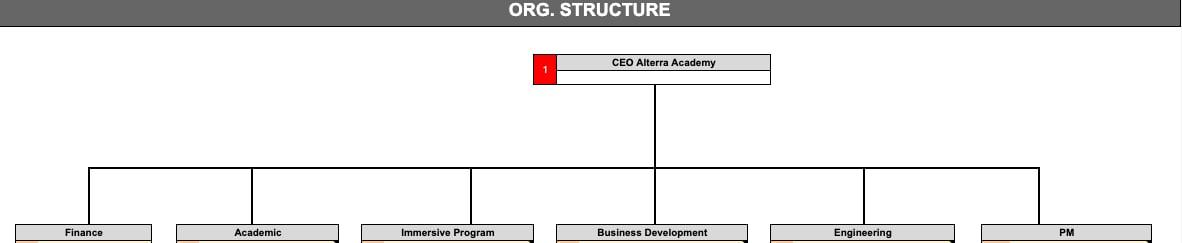 ORG. STRUCTURE
1
CEO Alterra Academy
Finance
Academic
Immersive Program
Business Development
Engineering
PM